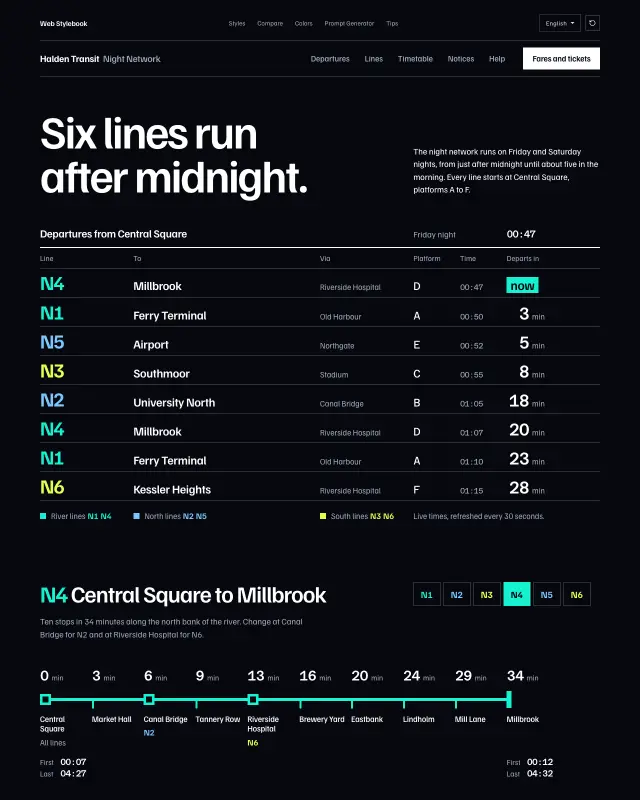 Web Stylebook
Styles Compare Colors Prompt Generator Tips
English
Halden Transit Night Network
Departures Lines Timetable Notices Help
Fares and tickets
Six lines run
after midnight.
The night network runs on Friday and Saturday
nights, from just after midnight until about five in the
morning. Every line starts at Central Square,
platforms A to F.
Departures from Central Square Friday night 00:47
Line To Via Platform Time Departs in
N4 Millbrook Riverside Hospital D 00:47 now
N1 Ferry Terminal Old Harbour A 00:50 3 min
N5 Airport Northgate E 00:52 5 min
N3 Southmoor Stadium C 00:55 8 min
N2 University North Canal Bridge B 01:05 18 min
N4 Millbrook Riverside Hospital D 01:07 20 min
N1 Ferry Terminal Old Harbour A 01:10 23 min
N6 Kessler Heights Riverside Hospital F 01:15 28 min
River lines N1 N4 North lines N2 N5 South lines N3 N6 Live times, refreshed every 30 seconds.
N4 Central Square to Millbrook
N1 N2 N3 N4 N5 N6
Ten stops in 34 minutes along the north bank of the river. Change at Canal
Bridge for N2 and at Riverside Hospital for N6.
0 min 3 min 6 min 9 min 13 min 16 min 20 min 24 min 29 min 34 min
Central Market Hall Canal Bridge Tannery Row Riverside Brewery Yard Eastbank Lindholm Mill Lane Millbrook
Square N2 Hospital
All lines N6
First 00:07 First 00:12
Last 04:27 Last 04:32